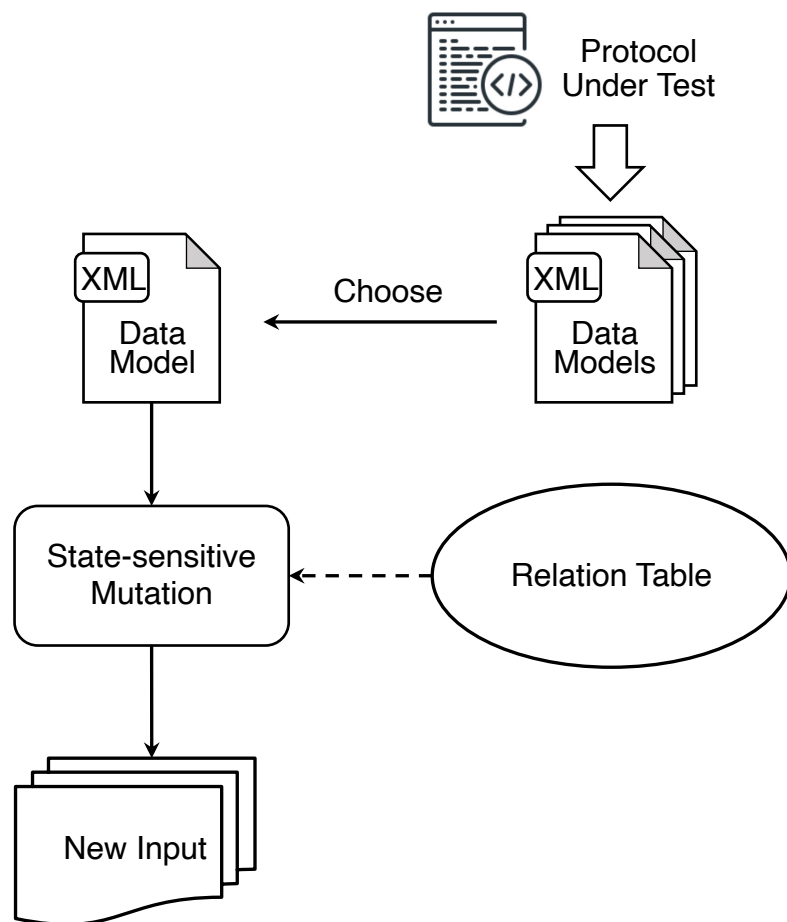 Protocol
Under Test
</>
XML
Data
Model
Choose
XML
Data
Models
State-sensitive
Mutation
Relation Table
New Input